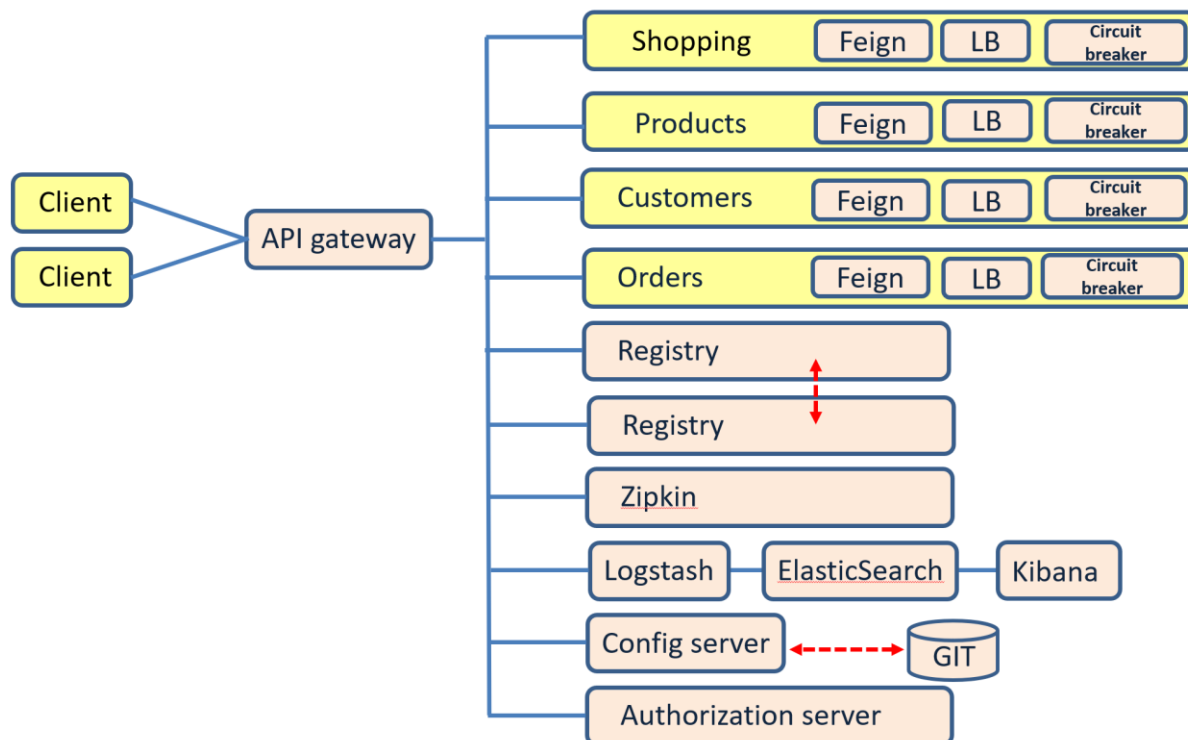 Shopping
Feign
LB
Circuit
breaker
Products
Feign
LB
Circuit
breaker
Client
Customers
Feign
LB
Circuit
breaker
API gateway
Client
Orders
Feign
LB
Circuit
breaker
Registry
Registry
Zipkin
Logstash
ElasticSearch
Kibana
Config server
GIT
Authorization server